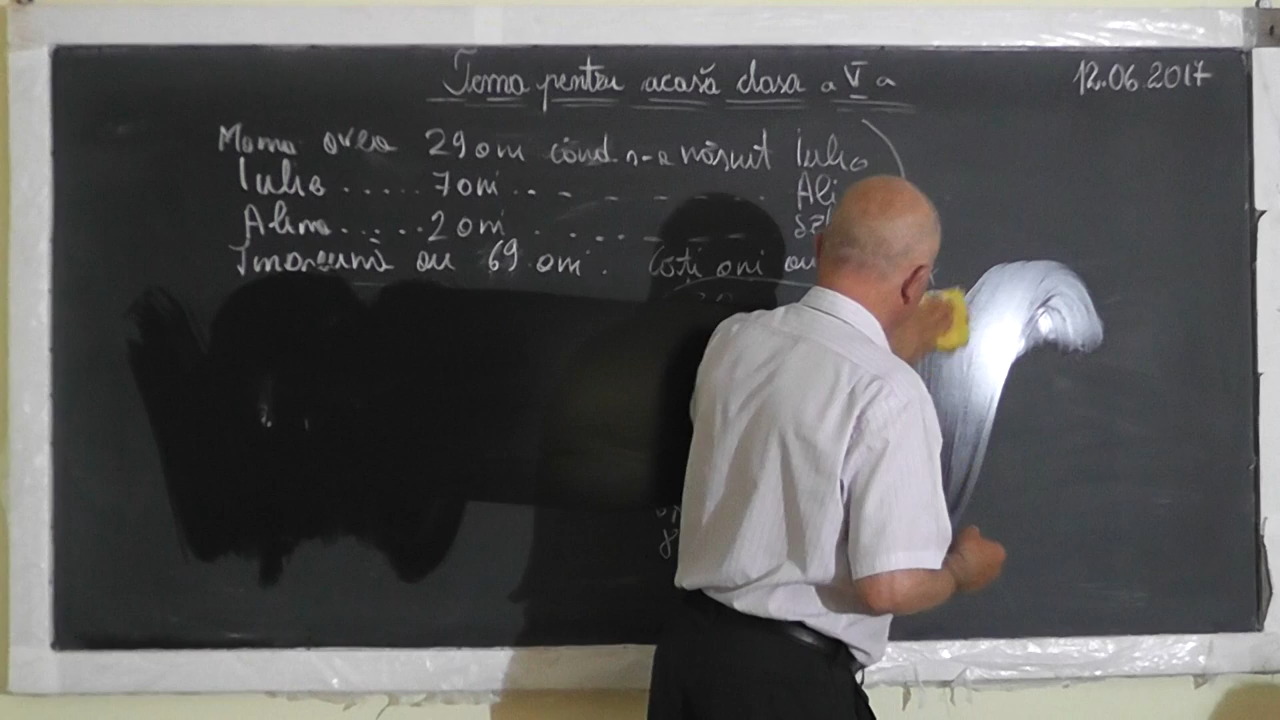 Tema pentru acasă clasa a V a
12.06.2017
Mama avea 29 ani când s-a născut Iulia
Iulia ..... 7 ani .. - - - - . Ali
Alina ..... 2 ani . . . . - - -
Împreună au 69 ani. Câți ani au